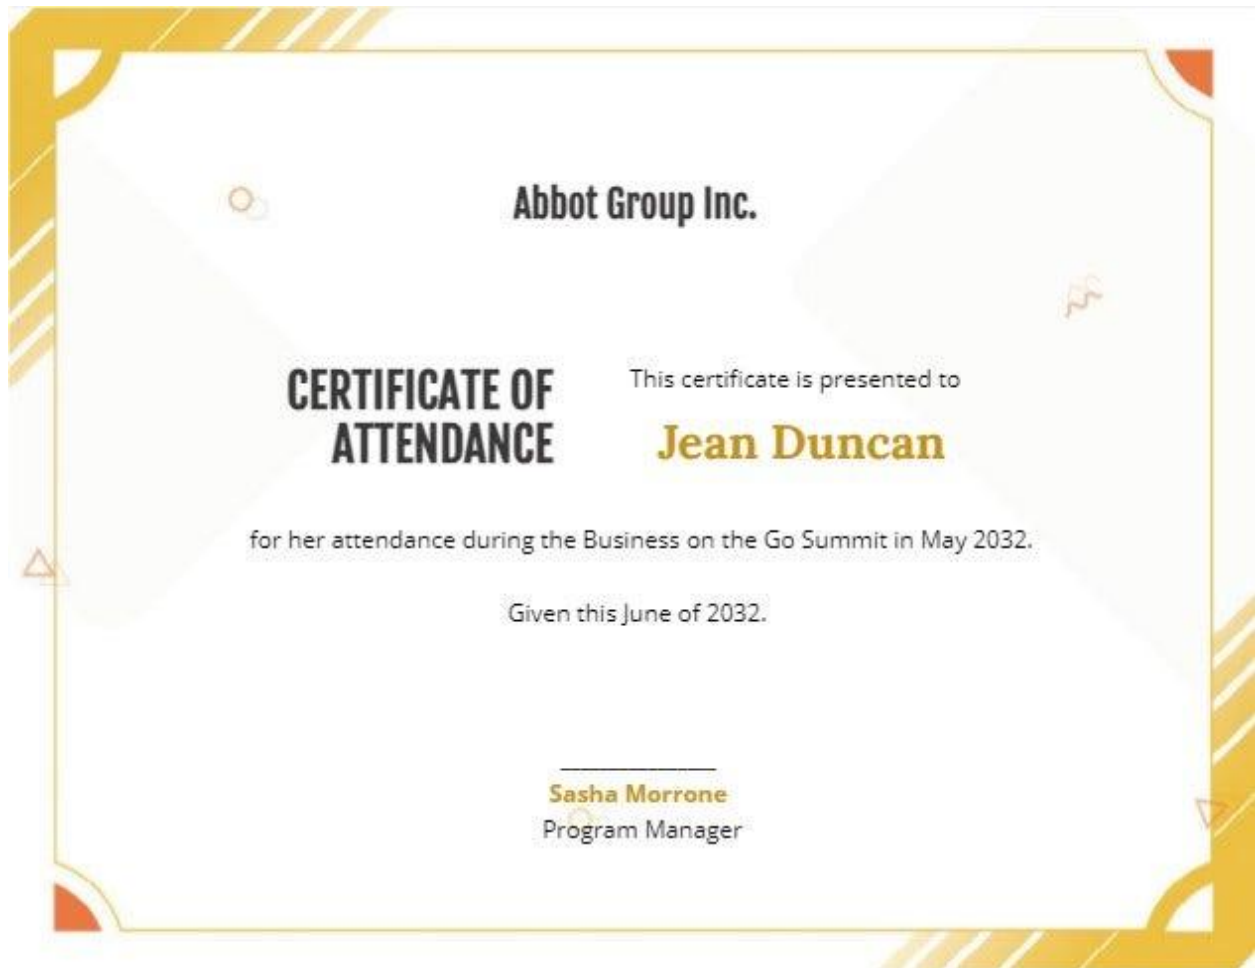 Abbot Group Inc.
CERTIFICATE OF
ATTENDANCE
This certificate is presented to
Jean Duncan
for her attendance during the Business on the Go Summit in May 2032.
Given this June of 2032.
Sasha Morrone
Program Manager